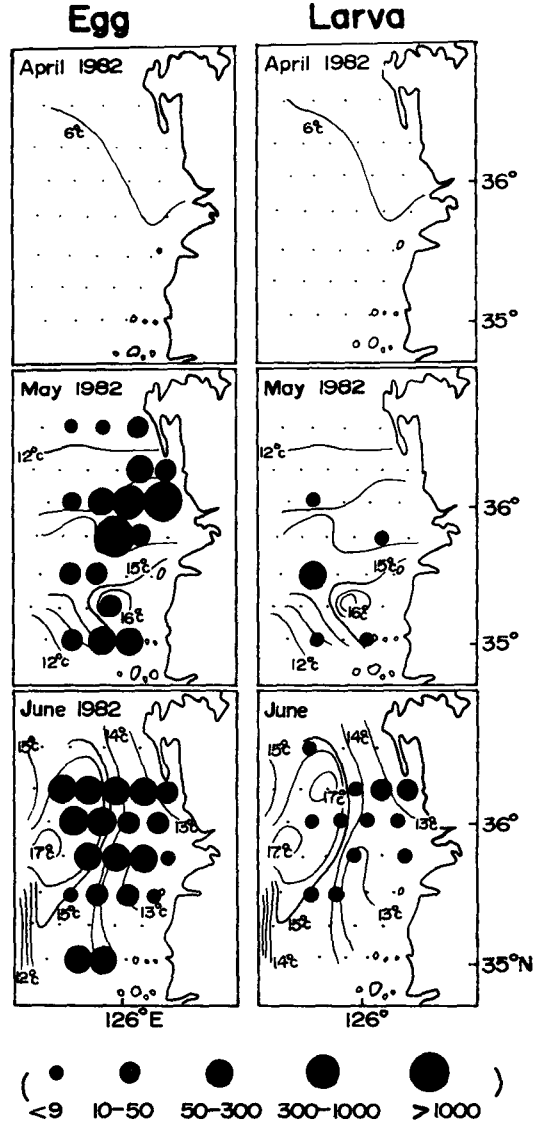 Egg Larva
April 1982 April 1982
6°c 6°c
36°
35°
May 1982 May 1982
12°c 12°c
36°
15°c 15°c
16°c 16°c
35°
12°c 12°c
June 1982 June
14°c 14°c
15°c 15°c
17°c
13°c 13°c
36°
17°c 17°c
15°c 13°c 13°c
15°c
14°c
12°c
35°N
126°E 126°
( )
<9 10-50 50-300 300-1000 >1000